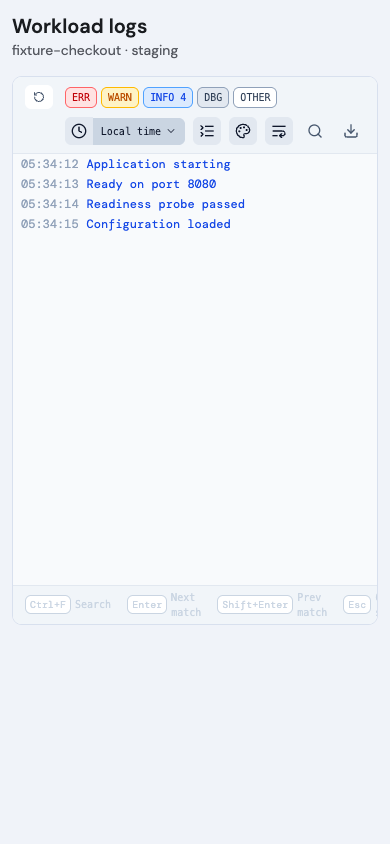 Workload logs
fixture-checkout · staging
ERR WARN INFO 4 DBG OTHER
Local time
05:34:12 Application starting
05:34:13 Ready on port 8080
05:34:14 Readiness probe passed
05:34:15 Configuration loaded
Ctrl+F Search Enter Next match Shift+Enter Prev match Esc